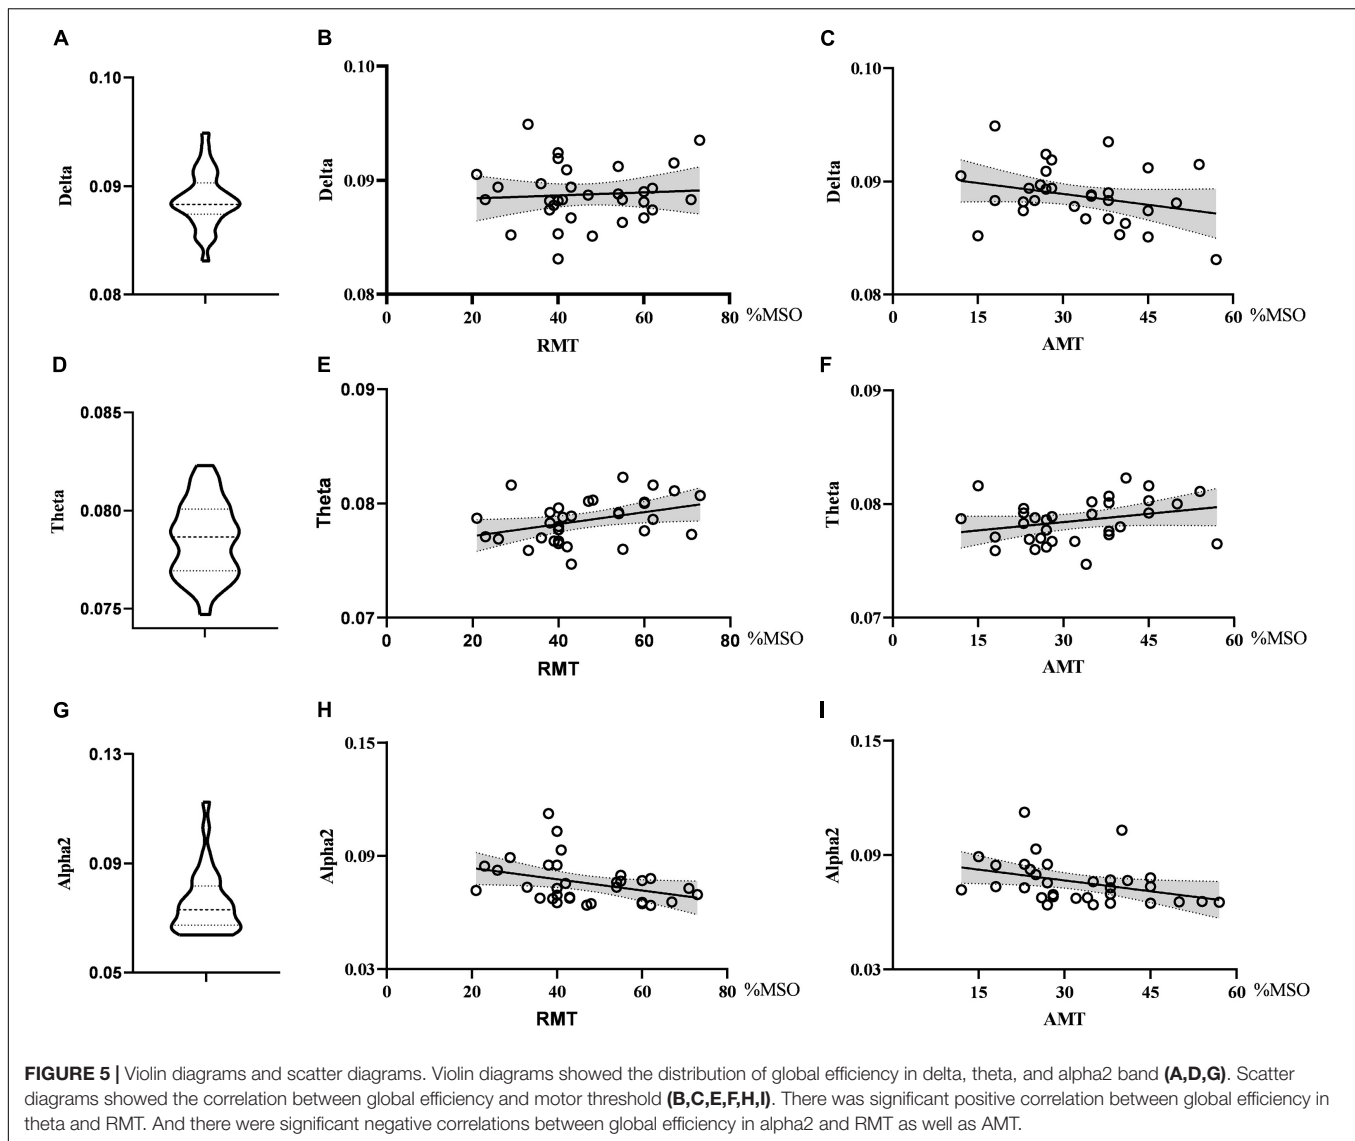 A
B
C
0.10
0.09
0.08
Delta
0.10
0.09
0.08
Delta
0 20 40 60 80 %MSO
RMT
0.10
0.09
0.08
Delta
0 15 30 45 60 %MSO
AMT
D
E
F
0.085
0.080
0.075
Theta
0.09
0.08
0.07
Theta
0 20 40 60 80 %MSO
RMT
0.09
0.08
0.07
Theta
0 15 30 45 60 %MSO
AMT
G
H
I
0.13
0.09
0.05
Alpha2
0.15
0.09
0.03
Alpha2
0 20 40 60 80 %MSO
RMT
0.15
0.09
0.03
Alpha2
15 30 45 60 %MSO
AMT
FIGURE 5 | Violin diagrams and scatter diagrams. Violin diagrams showed the distribution of global efficiency in delta, theta, and alpha2 band (A,D,G). Scatter
diagrams showed the correlation between global efficiency and motor threshold (B,C,E,F,H,I). There was significant positive correlation between global efficiency in
theta and RMT. And there were significant negative correlations between global efficiency in alpha2 and RMT as well as AMT.